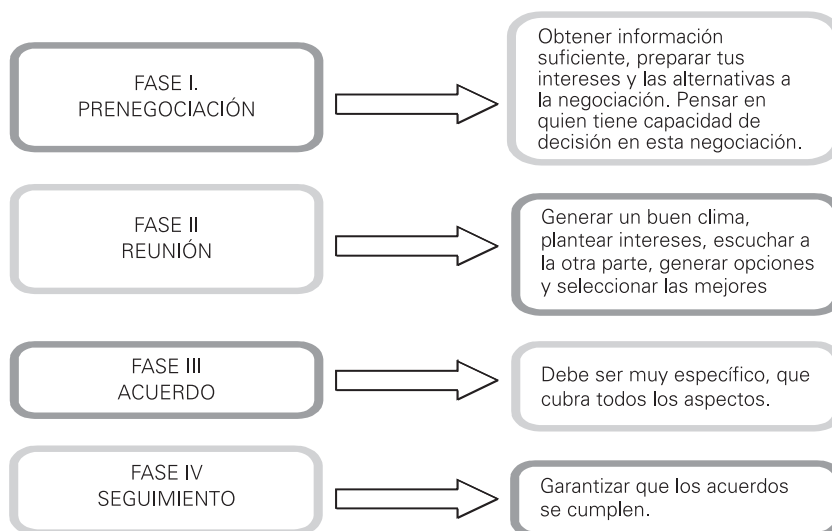 FASE I.
PRENEGOCIACIÓN
Obtener información
suficiente, preparar tus
intereses y las alternativas a
la negociación. Pensar en
quien tiene capacidad de
decisión en esta negociación.
FASE II
REUNIÓN
Generar un buen clima,
plantear intereses, escuchar a
la otra parte, generar opciones
y seleccionar las mejores
FASE III
ACUERDO
Debe ser muy específico, que
cubra todos los aspectos.
FASE IV
SEGUIMIENTO
Garantizar que los acuerdos
se cumplen.